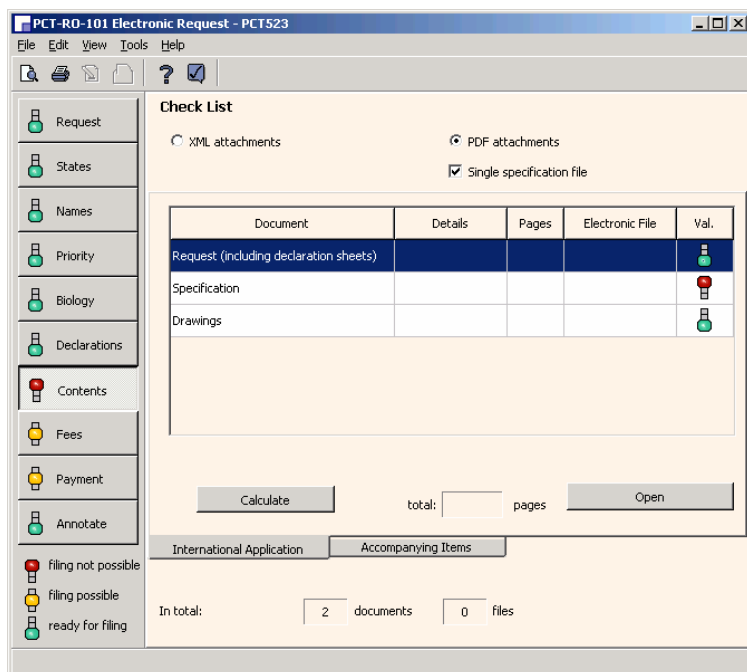 PCT-RO-101 Electronic Request - PCT523
File Edit View Tools Help
Check List
Request
XML attachments
PDF attachments
States
Single specification file
Names
Document Details Pages Electronic File Val.
Priority
Request (including declaration sheets)
Specification
Biology
Drawings
Declarations
Contents
Fees
Payment
Calculate total: pages Open
Annotate
International Application Accompanying Items
filing not possible
filing possible
In total: 2 documents 0 files
ready for filing